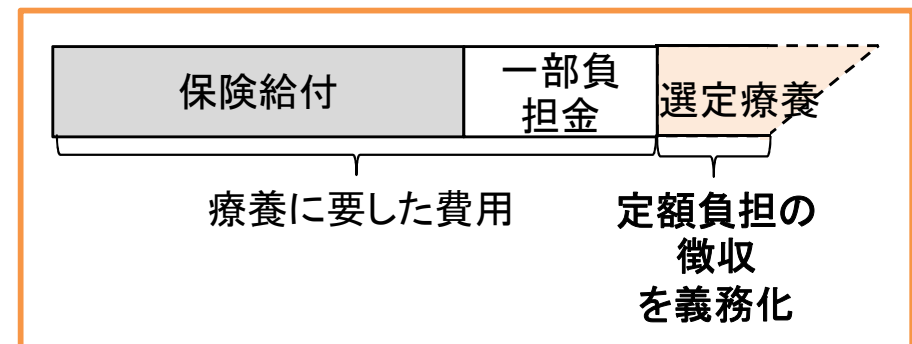 保険給付
一部負
担金
選定療養
療養に要した費用
定額負担の
徴収
を義務化